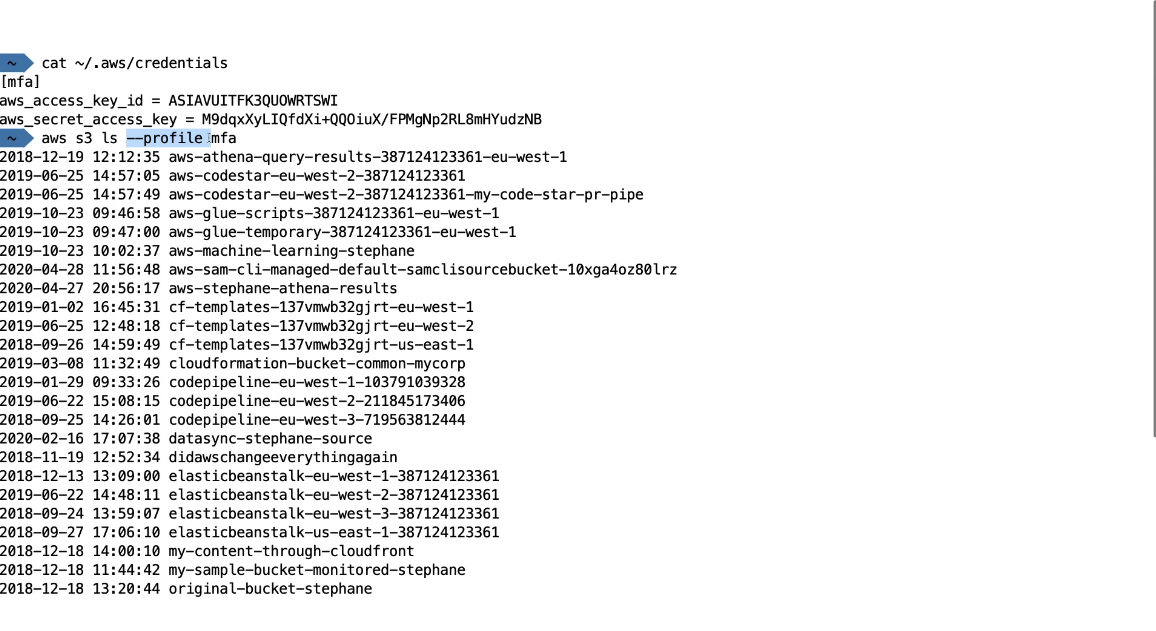 ~ cat ~/.aws/credentials
[mfa]
aws_access_key_id = ASIAVUITFK3QUOWRTSWI
aws_secret_access_key = M9dqxXyLIQfdXi+QQOiuX/FPMgNp2RL8mHYudzNB
~ aws s3 ls --profile mfa
2018-12-19 12:12:35 aws-athena-query-results-387124123361-eu-west-1
2019-06-25 14:57:05 aws-codestar-eu-west-2-387124123361
2019-06-25 14:57:49 aws-codestar-eu-west-2-387124123361-my-code-star-pr-pipe
2019-10-23 09:46:58 aws-glue-scripts-387124123361-eu-west-1
2019-10-23 09:47:00 aws-glue-temporary-387124123361-eu-west-1
2019-10-23 10:02:37 aws-machine-learning-stephane
2020-04-28 11:56:48 aws-sam-cli-managed-default-samclisourcebucket-10xga4oz80lrz
2020-04-27 20:56:17 aws-stephane-athena-results
2019-01-02 16:45:31 cf-templates-137vmwb32gjrt-eu-west-1
2019-06-25 12:48:18 cf-templates-137vmwb32gjrt-eu-west-2
2018-09-26 14:59:49 cf-templates-137vmwb32gjrt-us-east-1
2019-03-08 11:32:49 cloudformation-bucket-common-mycorp
2019-01-29 09:33:26 codepipeline-eu-west-1-103791039328
2019-06-22 15:08:15 codepipeline-eu-west-2-211845173406
2018-09-25 14:26:01 codepipeline-eu-west-3-719563812444
2020-02-16 17:07:38 datasync-stephane-source
2018-11-19 12:52:34 didawschangeeverythingagain
2018-12-13 13:09:00 elasticbeanstalk-eu-west-1-387124123361
2019-06-22 14:48:11 elasticbeanstalk-eu-west-2-387124123361
2018-09-24 13:59:07 elasticbeanstalk-eu-west-3-387124123361
2018-09-27 17:06:10 elasticbeanstalk-us-east-1-387124123361
2018-12-18 14:00:10 my-content-through-cloudfront
2018-12-18 11:44:42 my-sample-bucket-monitored-stephane
2018-12-18 13:20:44 original-bucket-stephane